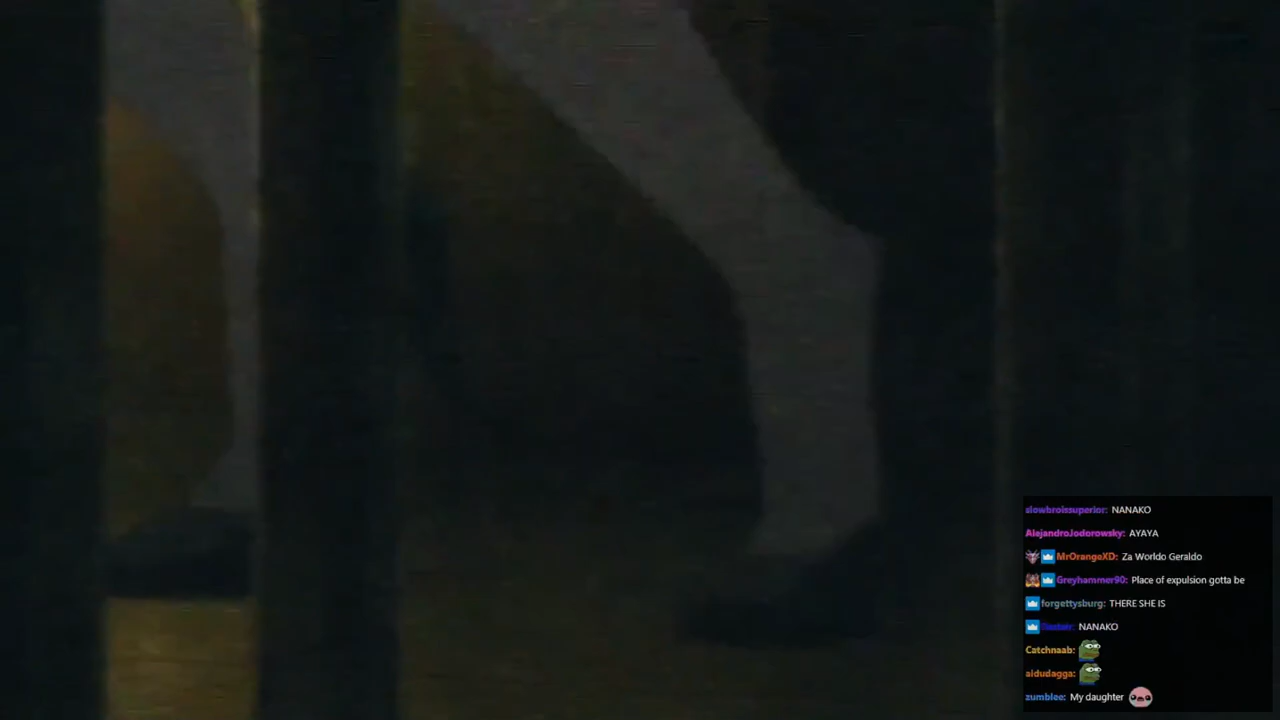 slowbroissuperior: NANAKO
AlejandroJodorowsky: AYAYA
MrOrangeXD: Za Worldo Geraldo
Greyhammer90: Place of expulsion gotta be
forgettysburg: THERE SHE IS
NANAKO
Catchnaab:
aldudagga:
zumblee: My daughter